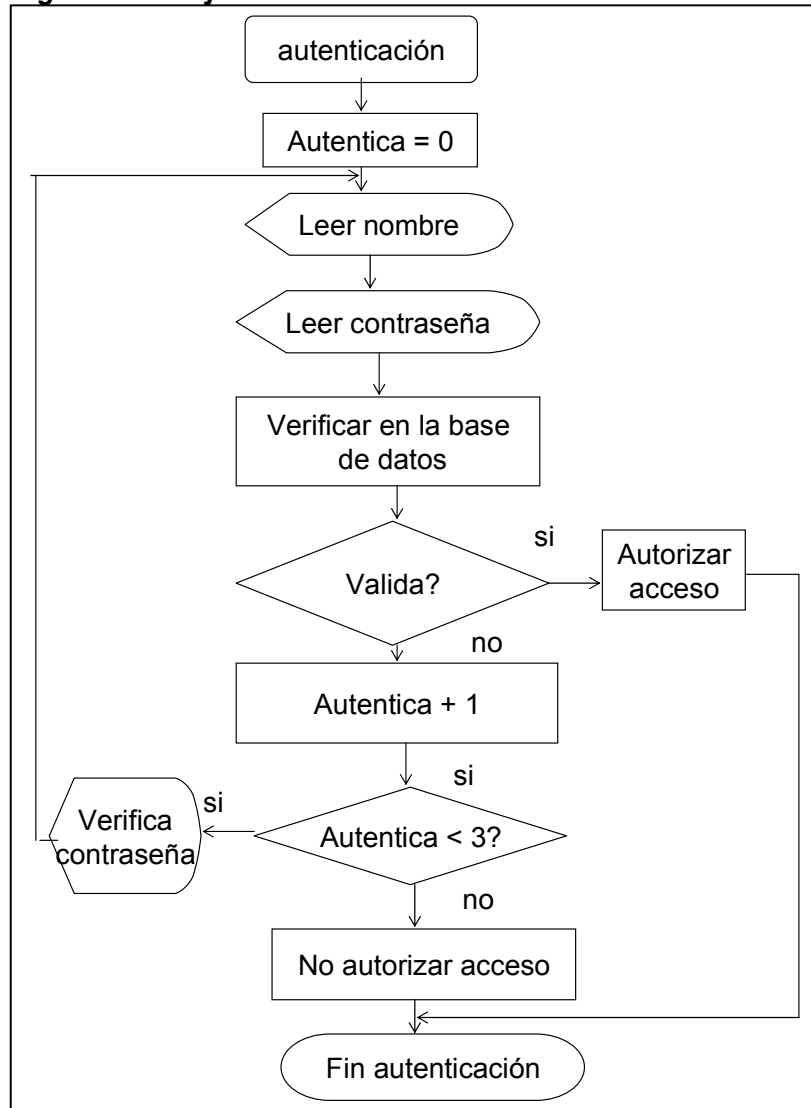 autenticación
Autentica = 0
Leer nombre
Leer contraseña
Verificar en la base
de datos
si
Valida?
Autorizar
acceso
no
Autentica + 1
si
Verifica
contraseña
si
Autentica < 3?
no
No autorizar acceso
Fin autenticación